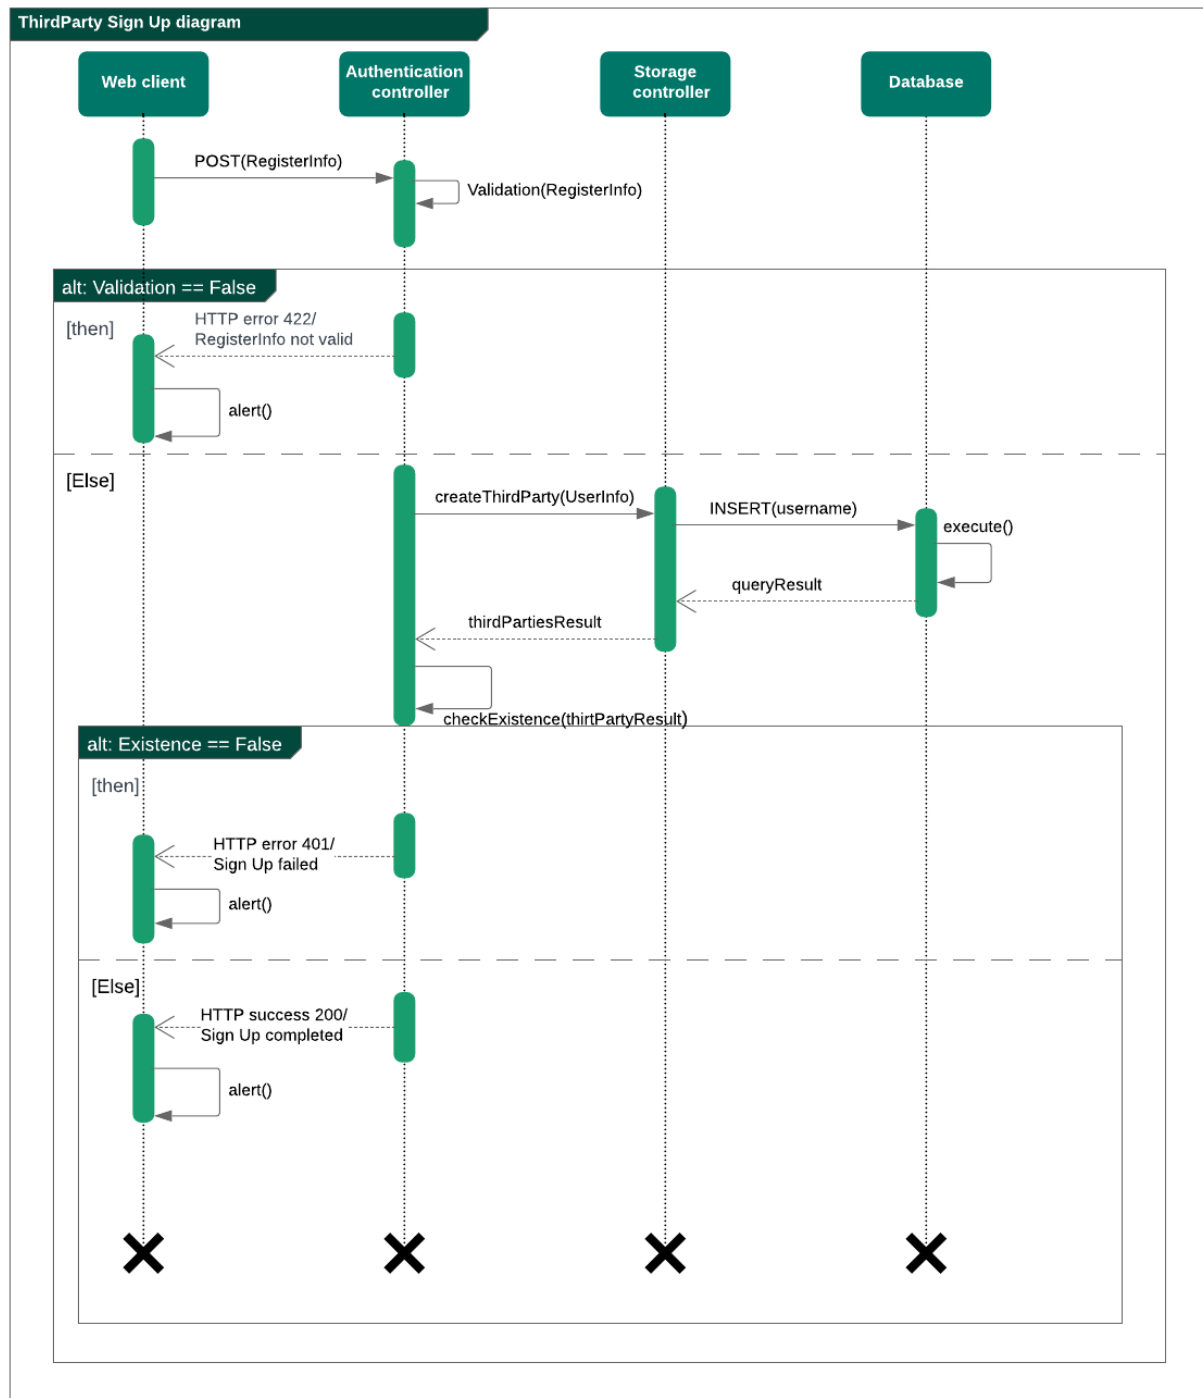 ThirdParty Sign Up diagram
Web client
Authentication
controller
Storage
controller
Database
POST(RegisterInfo)
Validation(RegisterInfo)
alt: Validation == False
[then]
HTTP error 422/
RegisterInfo not valid
alert()
[Else]
createThirdParty(UserInfo)
INSERT(username)
execute()
queryResult
thirdPartiesResult
checkExistence(thirtPartyResult)
alt: Existence == False
[then]
HTTP error 401/
Sign Up failed
alert()
[Else]
HTTP success 200/
Sign Up completed
alert()